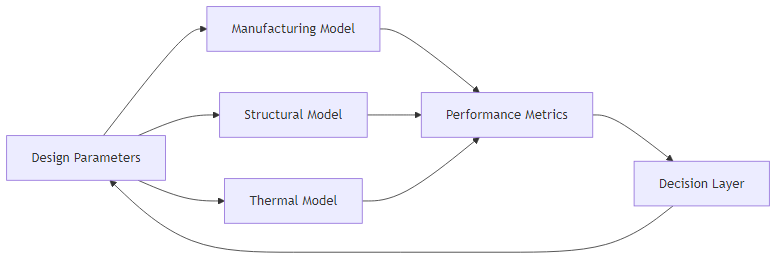 Manufacturing Model
Structural Model
Performance Metrics
Design Parameters
Decision Layer
Thermal Model